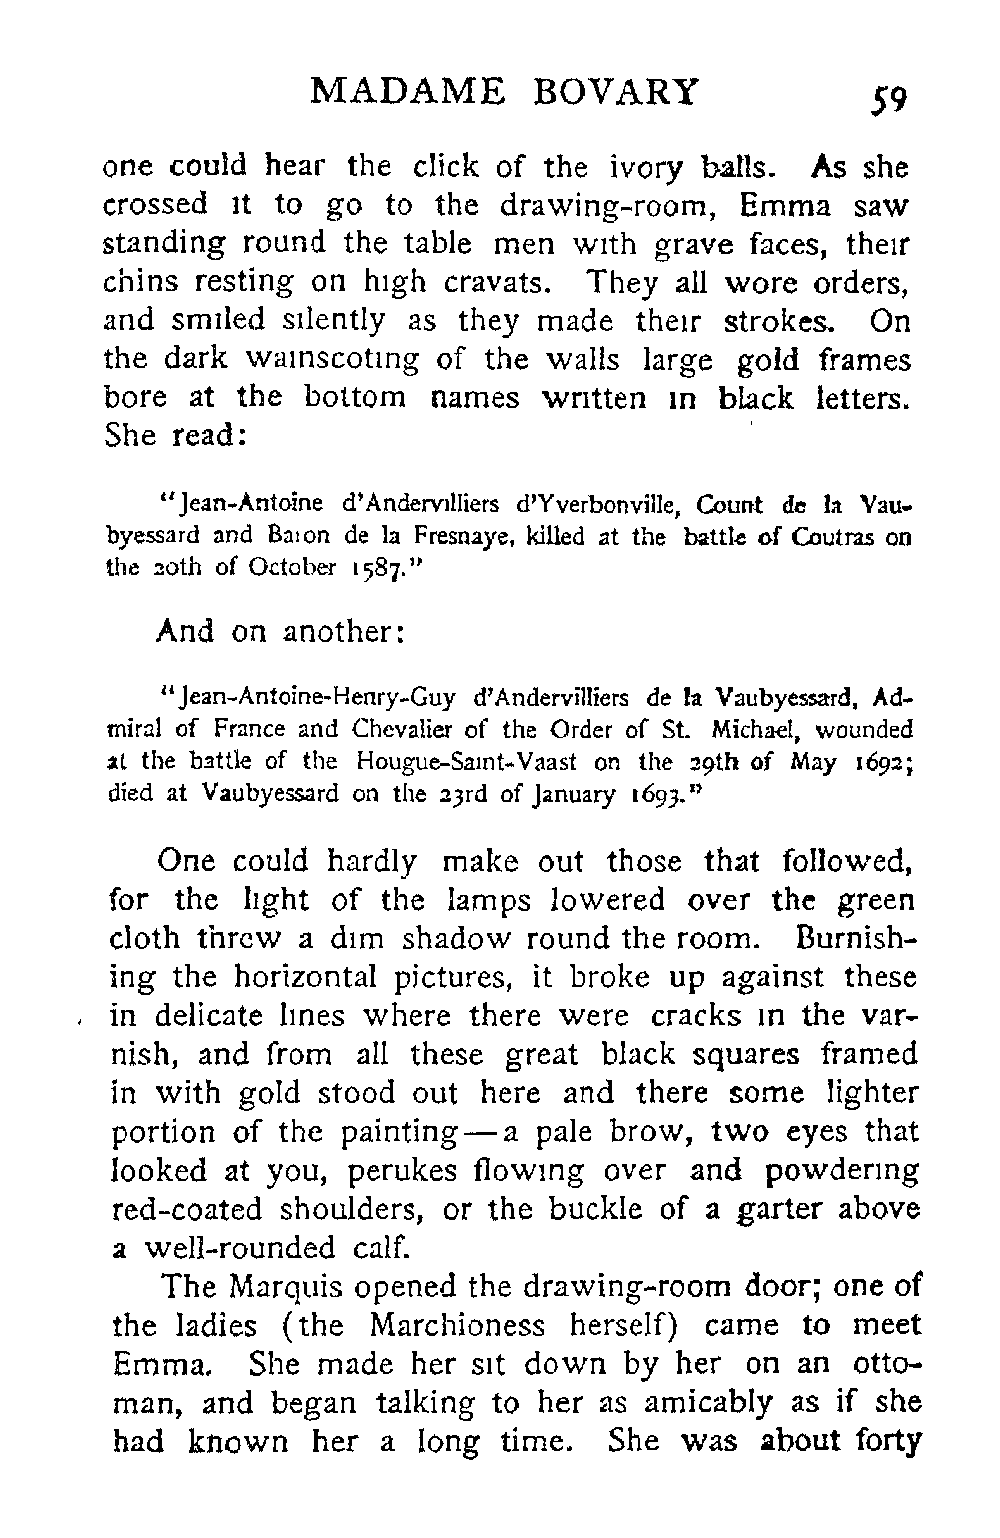 MADAME BOVARY 59
one could hear the click of the ivory balls. As she
crossed it to go to the drawing-room, Emma saw
standing round the table men with grave faces, their
chins resting on high cravats. They all wore orders,
and smiled silently as they made their strokes. On
the dark wainscoting of the walls large gold frames
bore at the bottom names written in black letters.
She read:
"Jean-Antoine d'Andervilliers d'Yverbonville, Count de la Vau-
byessard and Baron de la Fresnaye, killed at the battle of Coutras on
the 20th of October 1587."
And on another:
"Jean-Antoine-Henry-Guy d'Andervilliers de la Vaubyessard, Ad-
miral of France and Chevalier of the Order of St. Michael, wounded
at the battle of the Hougue-Saint-Vaast on the 29th of May 1692;
died at Vaubyessard on the 23rd of January 1693."
One could hardly make out those that followed,
for the light of the lamps lowered over the green
cloth threw a dim shadow round the room. Burnish-
ing the horizontal pictures, it broke up against these
in delicate lines where there were cracks in the var-
nish, and from all these great black squares framed
in with gold stood out here and there some lighter
portion of the painting—a pale brow, two eyes that
looked at you, perukes flowing over and powdering
red-coated shoulders, or the buckle of a garter above
a well-rounded calf.
The Marquis opened the drawing-room door; one of
the ladies (the Marchioness herself) came to meet
Emma. She made her sit down by her on an otto-
man, and began talking to her as amicably as if she
had known her a long time. She was about forty